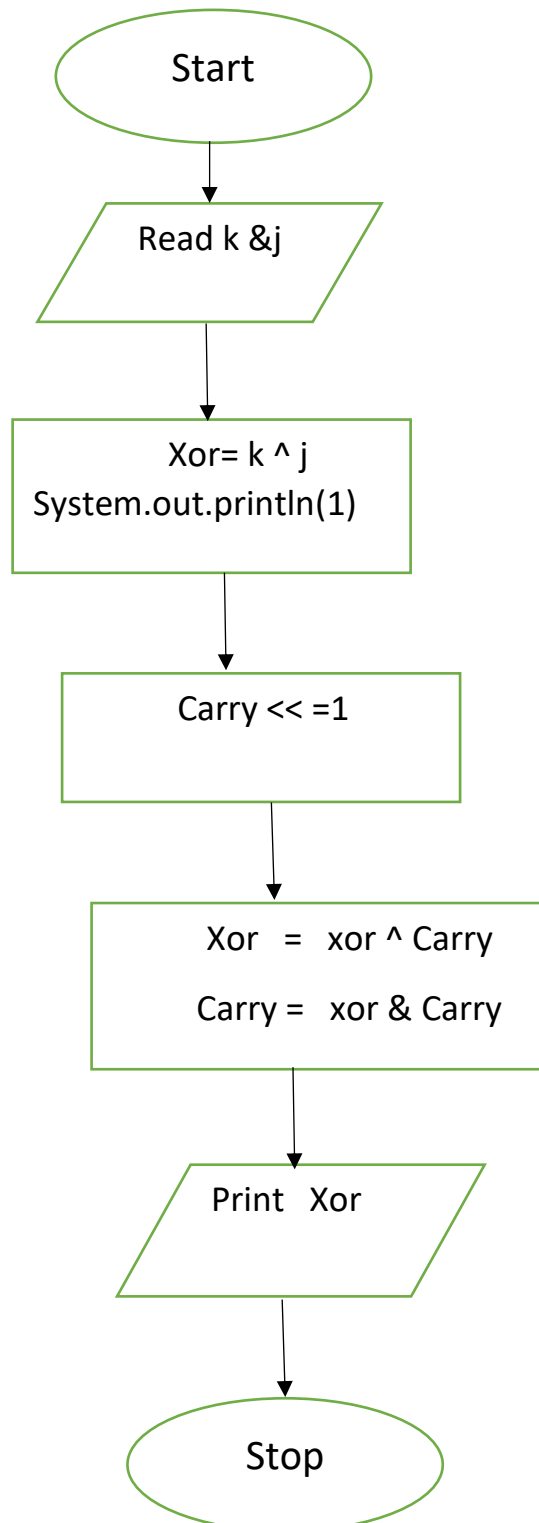 Start
Read k &j
Xor= k ^ j
System.out.println(1)
Carry << =1
Xor = xor ^ Carry
Carry = xor & Carry
Print Xor
Stop